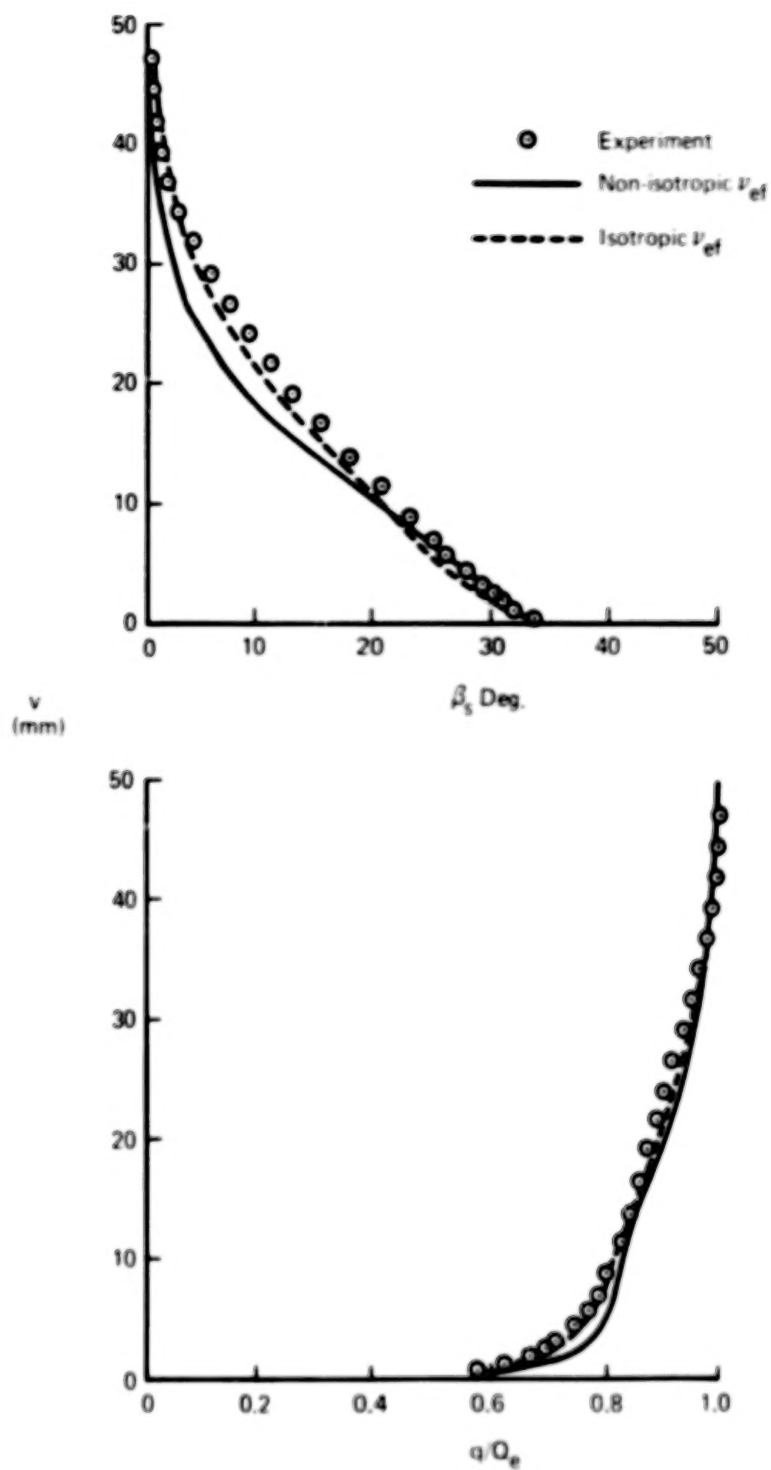 50
40
30
20
10
0
Experiment
Non-isotropic ν_ef
Isotropic ν_ef
0 10 20 30 40 50
β_s Deg.
v
(mm)
50
40
30
20
10
0
0 0.2 0.4 0.6 0.8 1.0
q/Q_e